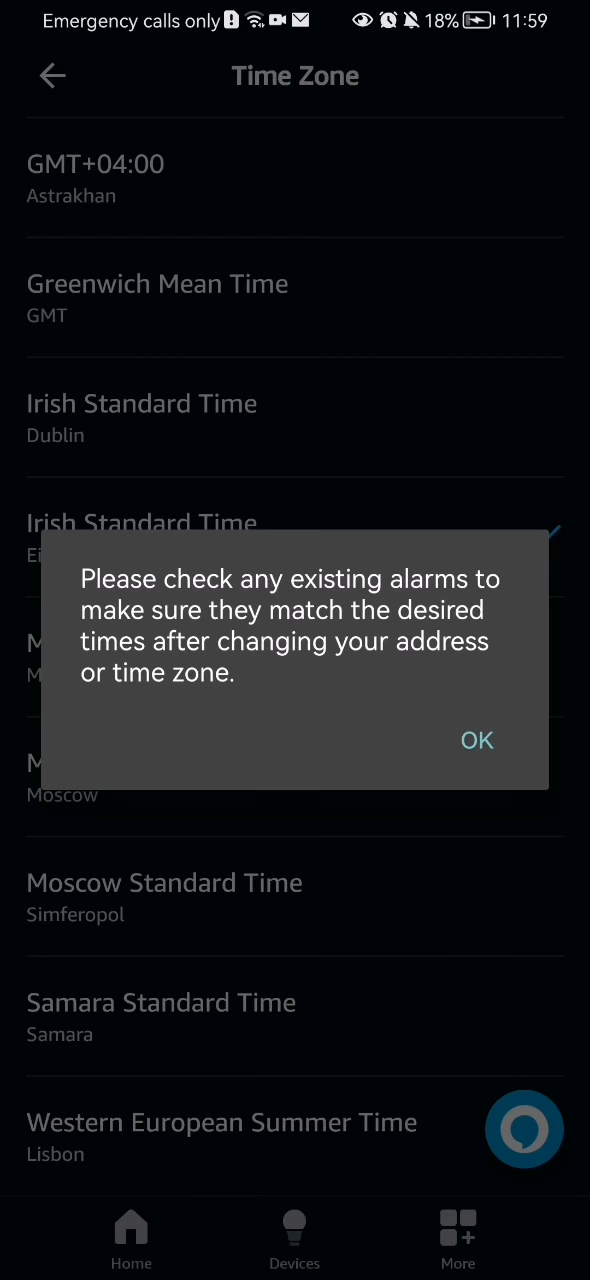 Emergency calls only 18% 11:59
Time Zone
GMT+04:00
Astrakhan
Greenwich Mean Time
GMT
Irish Standard Time
Dublin
Irish Standard Time
Please check any existing alarms to
make sure they match the desired
times after changing your address
or time zone.
OK
Moscow
Moscow Standard Time
Simferopol
Samara Standard Time
Samara
Western European Summer Time
Lisbon
Home Devices More